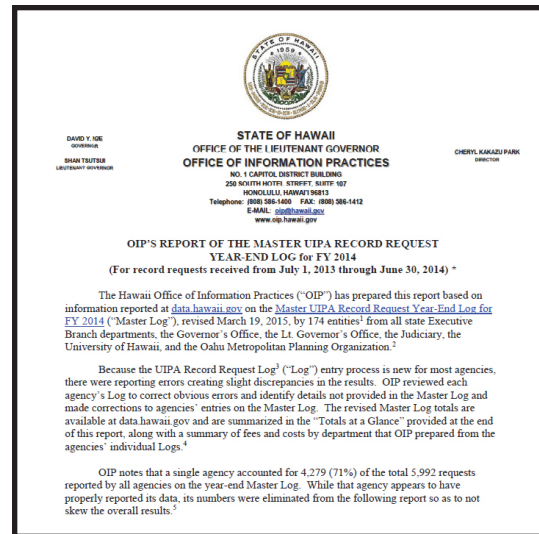 STATE OF HAWAII
1959
DAVID Y. IGE
GOVERNOR
SHAN TSUTSUI
LIEUTENANT GOVERNOR
STATE OF HAWAII
OFFICE OF THE LIEUTENANT GOVERNOR
OFFICE OF INFORMATION PRACTICES
NO. 1 CAPITOL DISTRICT BUILDING
250 SOUTH HOTEL STREET, SUITE 107
HONOLULU, HAWAI'I 96813
Telephone: (808) 586-1400 FAX: (808) 586-1412
E-MAIL: oip@hawaii.gov
www.oip.hawaii.gov
CHERYL KAKAZU PARK
DIRECTOR
OIP'S REPORT OF THE MASTER UIPA RECORD REQUEST
YEAR-END LOG for FY 2014
(For record requests received from July 1, 2013 through June 30, 2014) *
The Hawaii Office of Information Practices (“OIP”) has prepared this report based on
information reported at data.hawaii.gov on the Master UIPA Record Request Year-End Log for
FY 2014 (“Master Log”), revised March 19, 2015, by 174 entities1 from all state Executive
Branch departments, the Governor's Office, the Lt. Governor's Office, the Judiciary, the
University of Hawaii, and the Oahu Metropolitan Planning Organization.2
Because the UIPA Record Request Log3 (“Log”) entry process is new for most agencies,
there were reporting errors creating slight discrepancies in the results. OIP reviewed each
agency's Log to correct obvious errors and identify details not provided in the Master Log and
made corrections to agencies' entries on the Master Log. The revised Master Log totals are
available at data.hawaii.gov and are summarized in the “Totals at a Glance” provided at the end
of this report, along with a summary of fees and costs by department that OIP prepared from the
agencies' individual Logs.4
OIP notes that a single agency accounted for 4,279 (71%) of the total 5,992 requests
reported by all agencies on the year-end Master Log. While that agency appears to have
properly reported its data, its numbers were eliminated from the following report so as to not
skew the overall results.5